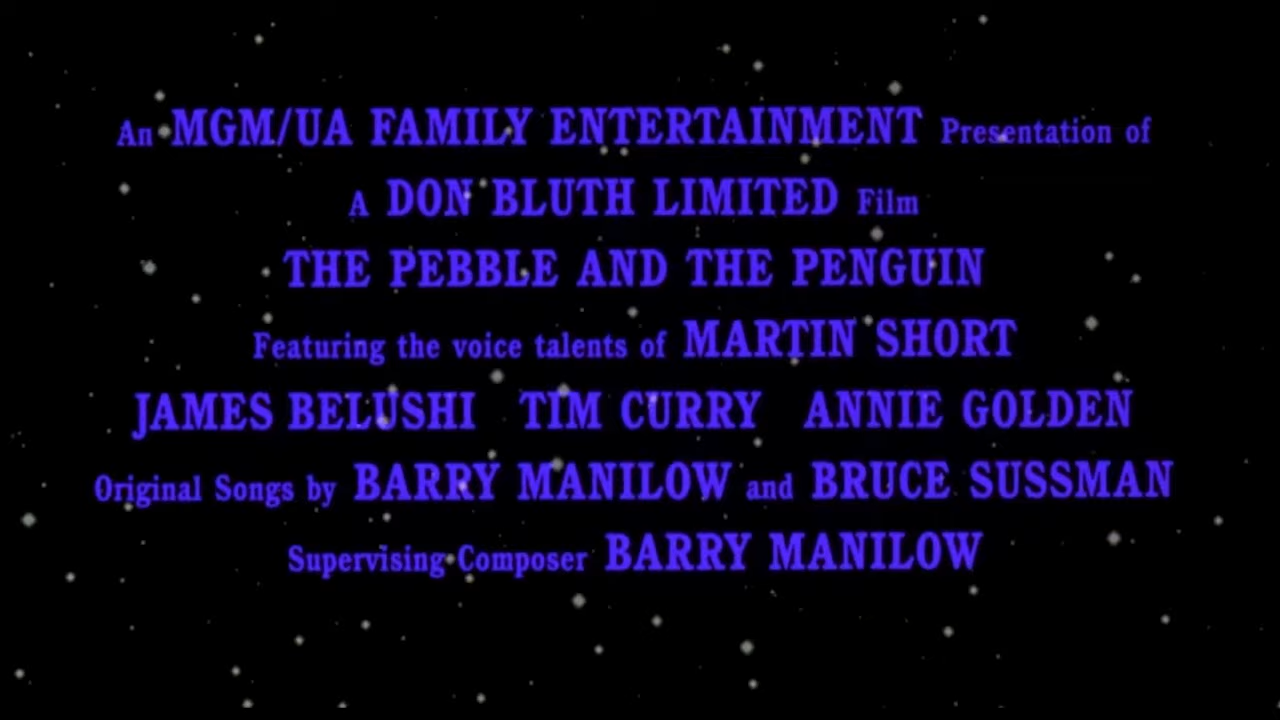 An MGM/UA FAMILY ENTERTAINMENT Presentation of
A DON BLUTH LIMITED Film
THE PEBBLE AND THE PENGUIN
Featuring the voice talents of MARTIN SHORT
JAMES BELUSHI TIM CURRY ANNIE GOLDEN
Original Songs by BARRY MANILOW and BRUCE SUSSMAN
Supervising Composer BARRY MANILOW